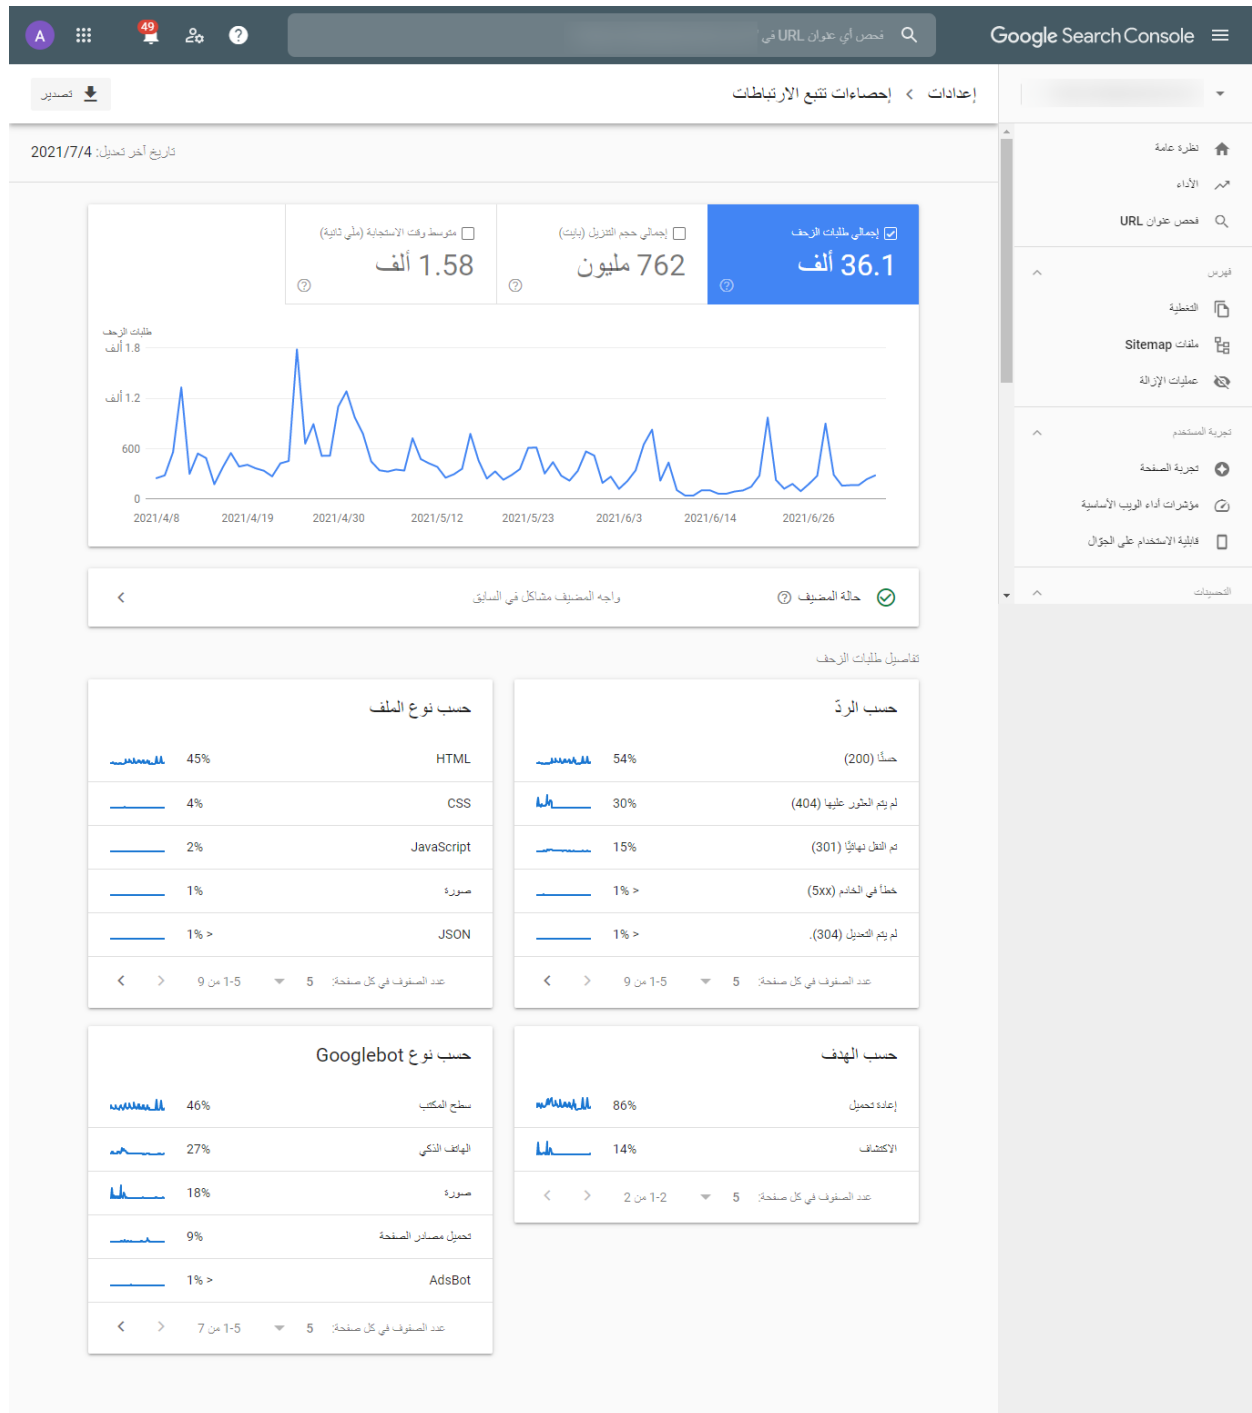 Google Search Console
فحص أي عنوان URL في
49
A
إعدادات > إحصاءات تتبع الارتباطات
تصدير
نظرة عامة
الأداء
فحص عنوان URL
فهرس
التغطية
ملفات Sitemap
عمليات الإزالة
تجربة المستخدم
تجربة الصفحة
مؤشرات أداء الويب الأساسية
قابلية الاستخدام على الجوّال
التحسينات
تاريخ آخر تعديل: 2021/7/4
إجمالي طلبات الزحف
36.1 ألف
إجمالي حجم التنزيل (بايت)
762 مليون
متوسط وقت الاستجابة (ملّي ثانية)
1.58 ألف
طلبات الزحف
1.8 ألف
1.2 ألف
600
0
2021/4/8
2021/4/19
2021/4/30
2021/5/12
2021/5/23
2021/6/3
2021/6/14
2021/6/26
حالة المضيف
واجه المضيف مشاكل في السابق
تفاصيل طلبات الزحف
حسب الردّ
حسنًا (200) 54%
لم يتم العثور عليها (404) 30%
تم النقل نهائيًا (301) 15%
خطأ في الخادم (5xx) < 1%
لم يتم التعديل (304). < 1%
عدد الصفوف في كل صفحة: 5 1-5 من 9
حسب نوع الملف
HTML 45%
CSS 4%
JavaScript 2%
صورة 1%
JSON < 1%
عدد الصفوف في كل صفحة: 5 1-5 من 9
حسب الهدف
إعادة تحميل 86%
الاكتشاف 14%
عدد الصفوف في كل صفحة: 5 1-2 من 2
حسب نوع Googlebot
سطح المكتب 46%
الهاتف الذكي 27%
صورة 18%
تحميل مصادر الصفحة 9%
AdsBot < 1%
عدد الصفوف في كل صفحة: 5 1-5 من 7